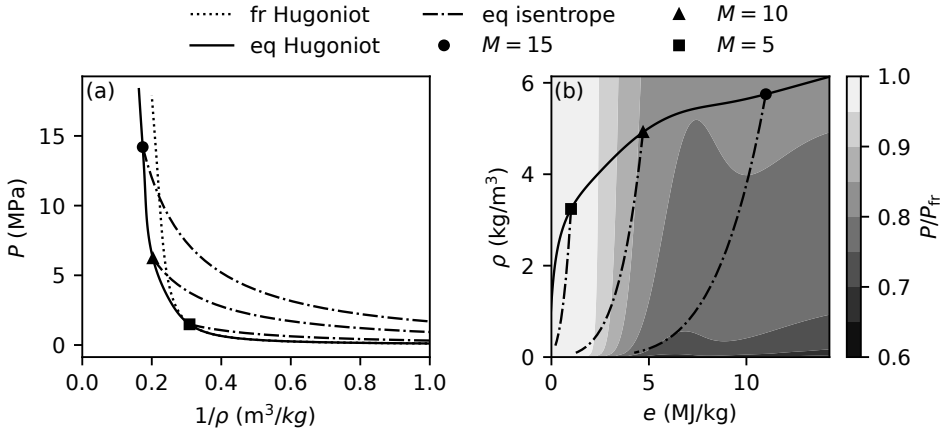 fr Hugoniot eq isentrope M = 10
eq Hugoniot M = 15 M = 5
(a)
15
10
5
0
P (MPa)
0.0 0.2 0.4 0.6 0.8 1.0
1/ρ (m³/kg)
(b)
6
4
2
0
ρ (kg/m³)
0 5 10
e (MJ/kg)
1.0
0.9
0.8
0.7
0.6
P/P_fr